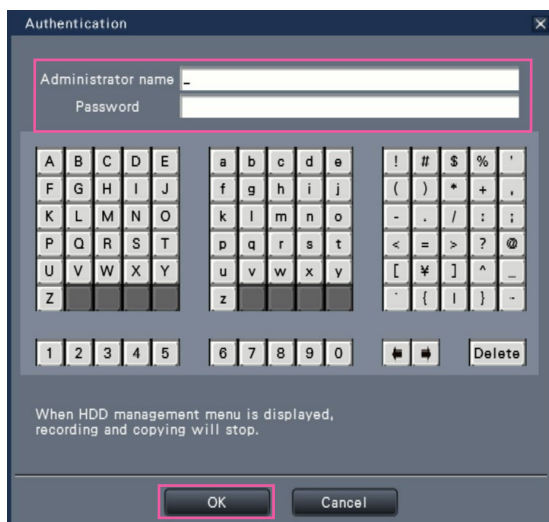 Authentication
Administrator name _
Password
A B C D E a b c d e ! # $ % '
F G H I J f g h i j ( ) * + ,
K L M N O k l m n o - . / : ;
P Q R S T p q r s t < = > ? @
U V W X Y u v w x y [ ¥ ] ^ _
Z z ` { | } ~
1 2 3 4 5 6 7 8 9 0 Delete
When HDD management menu is displayed,
recording and copying will stop.
OK Cancel